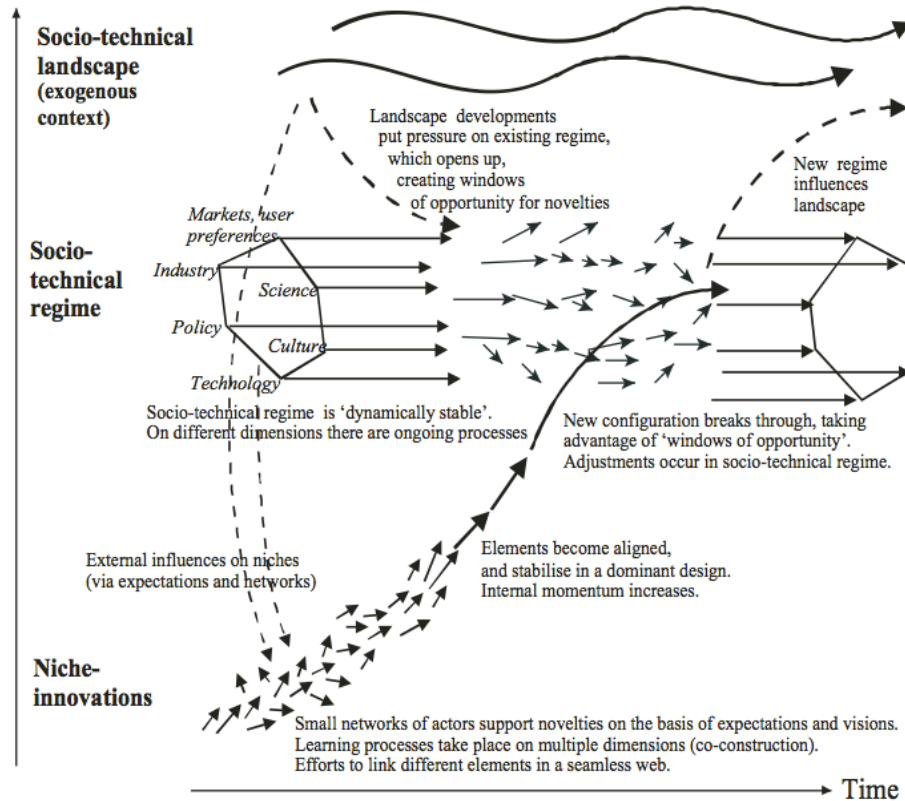 Socio-technical
landscape
(exogenous
context)
Landscape developments
put pressure on existing regime,
which opens up,
creating windows
of opportunity for novelties
New regime
influences
landscape
Socio-
technical
regime
Markets, user
preferences
Industry
Science
Policy
Culture
Technology
Socio-technical regime is ‘dynamically stable’.
On different dimensions there are ongoing processes
New configuration breaks through, taking
advantage of ‘windows of opportunity’.
Adjustments occur in socio-technical regime.
External influences on niches
(via expectations and networks)
Elements become aligned,
and stabilise in a dominant design.
Internal momentum increases.
Niche-
innovations
Small networks of actors support novelties on the basis of expectations and visions.
Learning processes take place on multiple dimensions (co-construction).
Efforts to link different elements in a seamless web.
Time